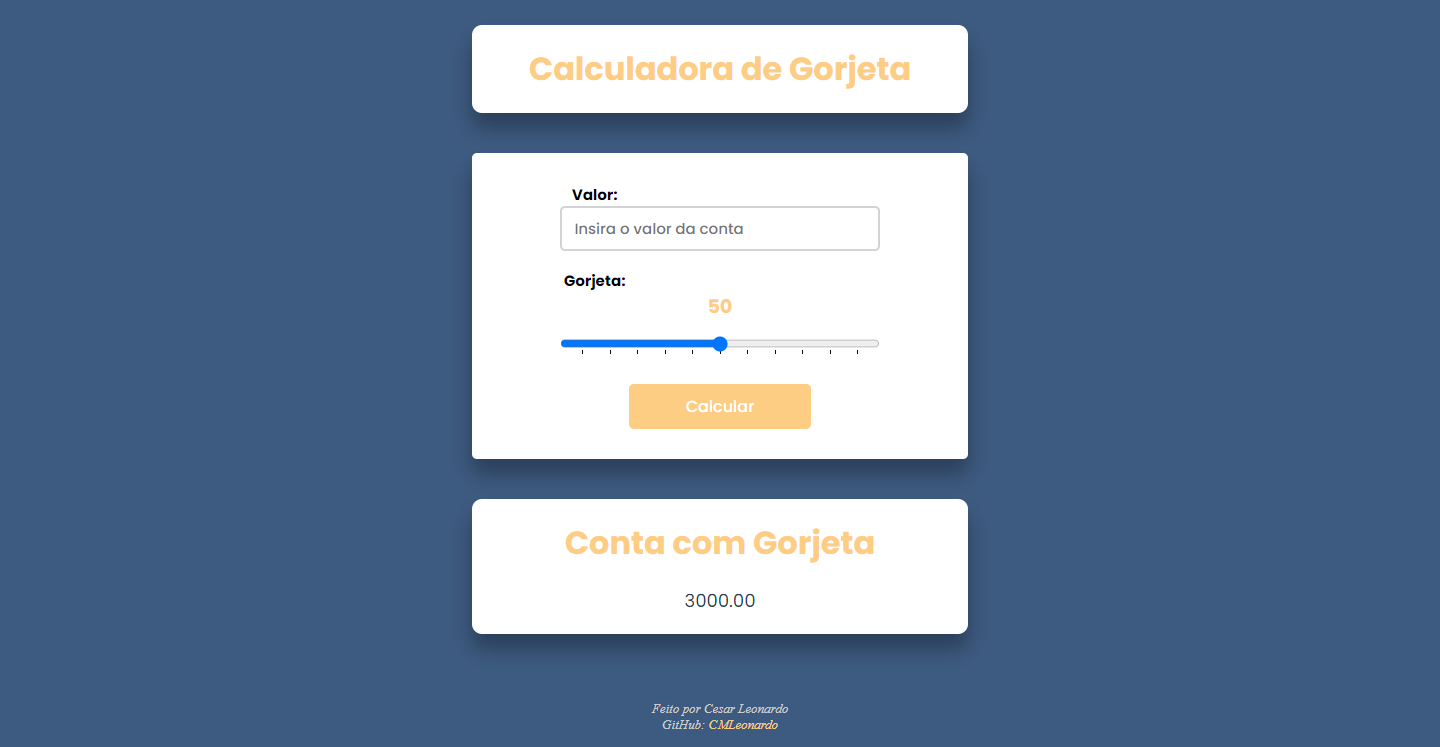 Calculadora de Gorjeta
Valor:
Insira o valor da conta
Gorjeta:
50
Calcular
Conta com Gorjeta
3000.00
Feito por Cesar Leonardo
GitHub: CMLeonardo